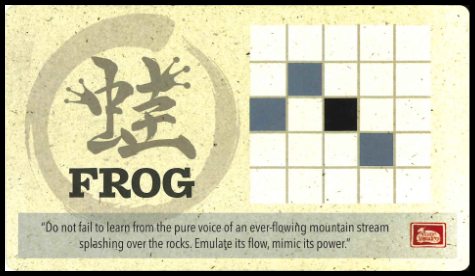 蛙
FROG
“Do not fail to learn from the pure voice of an ever-flowing mountain stream
splashing over the rocks. Emulate its flow, mimic its power.”